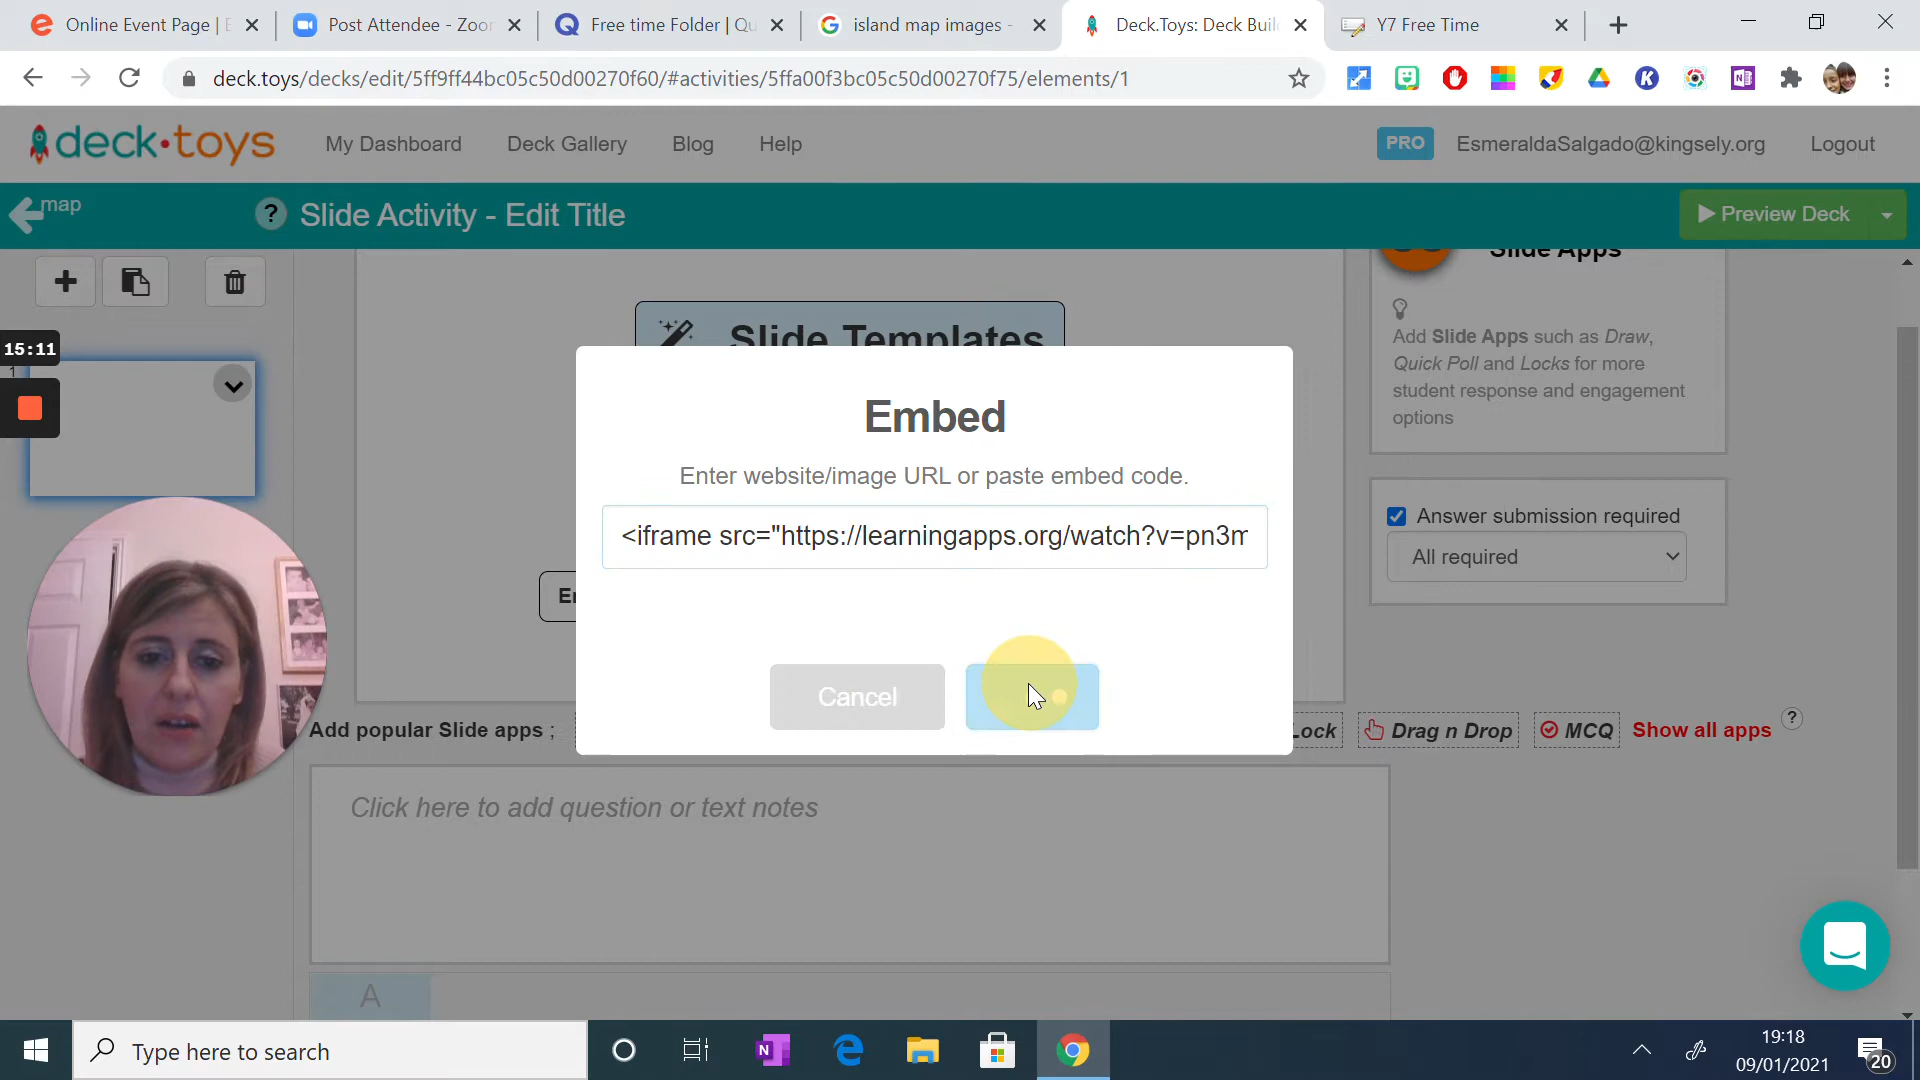 Online Event Page | E
Post Attendee - Zoom
Free time Folder | Qu
island map images -
Deck.Toys: Deck Buil
Y7 Free Time
deck.toys/decks/edit/5ff9ff44bc05c50d00270f60/#activities/5ffa00f3bc05c50d00270f75/elements/1
deck.toys
My Dashboard
Deck Gallery
Blog
Help
PRO
EsmeraldaSalgado@kingsely.org
Logout
map
? Slide Activity - Edit Title
Preview Deck
Slide Apps
Slide Templates
15:11
1
Add Slide Apps such as Draw,
Quick Poll and Locks for more
student response and engagement
options
Embed
Enter website/image URL or paste embed code.
<iframe src="https://learningapps.org/watch?v=pn3m
Answer submission required
All required
Cancel
Add popular Slide apps ;
Lock
Drag n Drop
MCQ
Show all apps
?
Click here to add question or text notes
A
Type here to search
N
19:18
09/01/2021
20